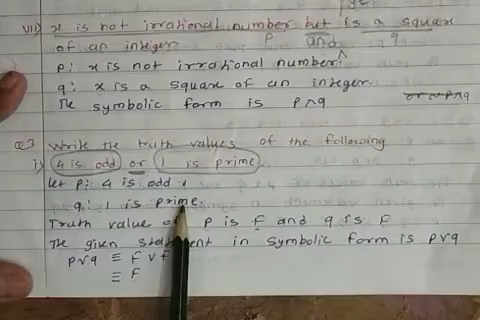 vii) x is not irrational number but is a square
of an integer
p and ^ q
p: x is not irrational number.
q: x is a square of an integer.
The symbolic form is p∧q or ~p∧q
Q3 Write the truth values of the following
i) 4 is odd or 1 is prime.
Let p: 4 is odd
q: 1 is prime.
Truth value of p is F and q is F
The given statement in symbolic form is p∨q
p∨q ≡ F ∨ F
≡ F